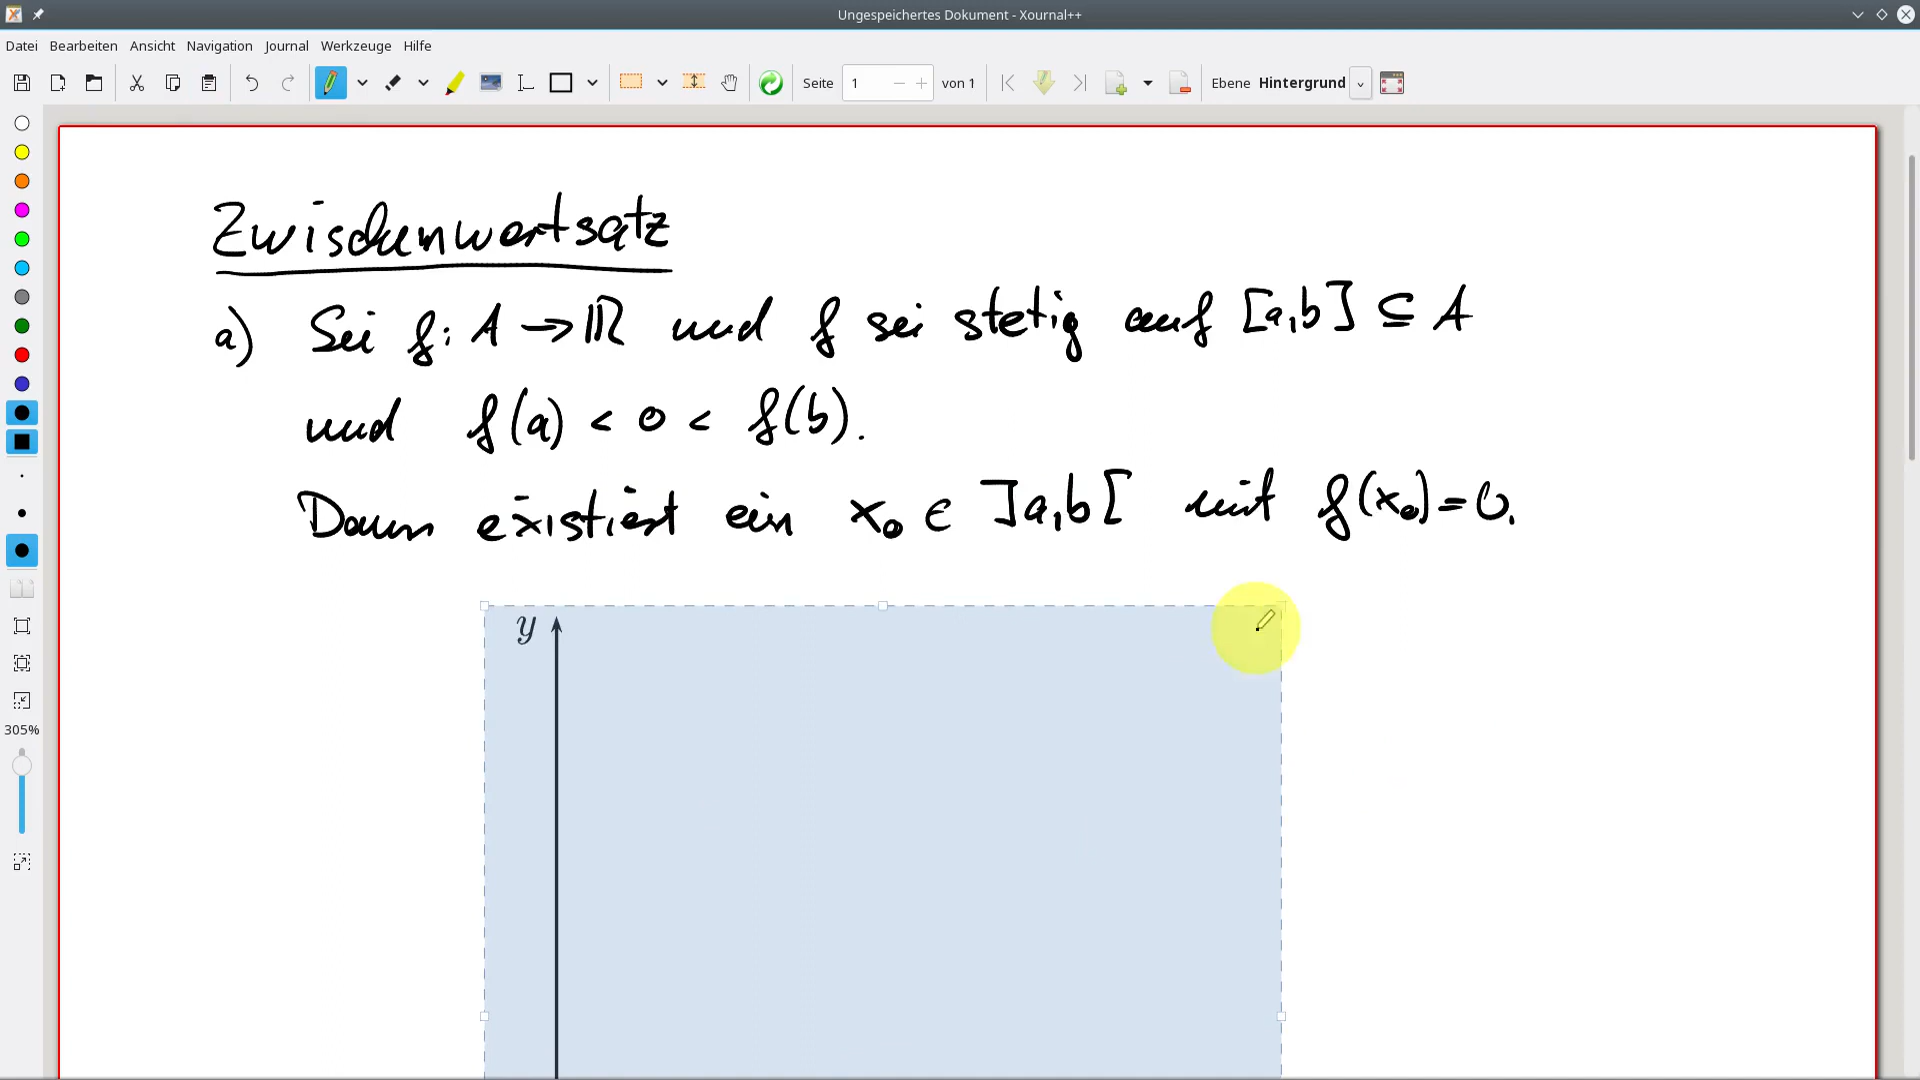 Ungespeichertes Dokument - Xournal++
Datei Bearbeiten Ansicht Navigation Journal Werkzeuge Hilfe
Seite 1 von 1 Ebene Hintergrund
Zwischenwertsatz
a) Sei f: A → ℝ und f sei stetig auf [a,b] ⊆ A
und f(a) < 0 < f(b).
Dann existiert ein x₀ ∈ ]a,b[ mit f(x₀)=0.
y
305%